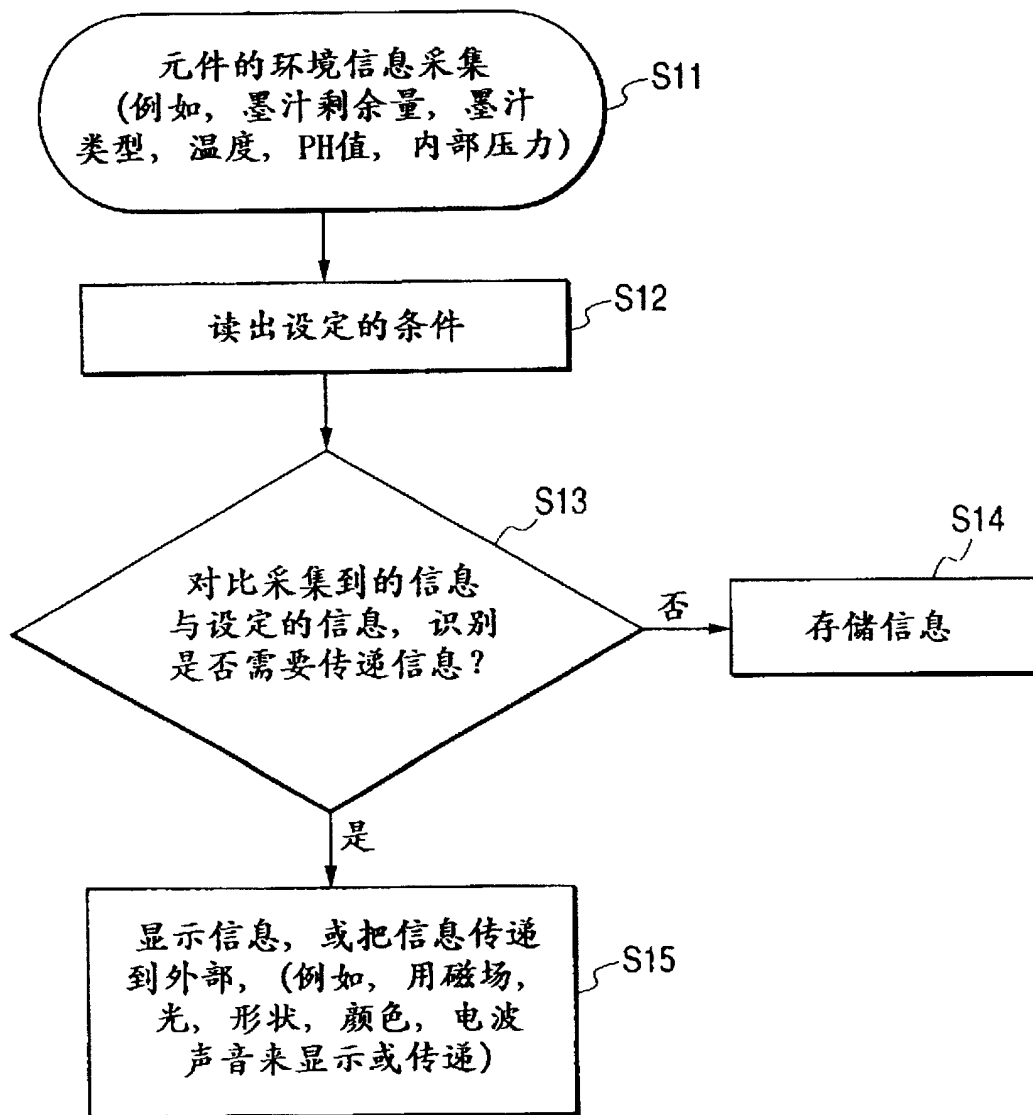 元件的环境信息采集
(例如, 墨汁剩余量, 墨汁
类型, 温度, PH值, 内部压力)
S11
读出设定的条件
S12
对比采集到的信息
与设定的信息, 识别
是否需要传递信息?
S13
否
存储信息
S14
是
显示信息, 或把信息传递
到外部, (例如, 用磁场,
光, 形状, 颜色, 电波
声音来显示或传递)
S15